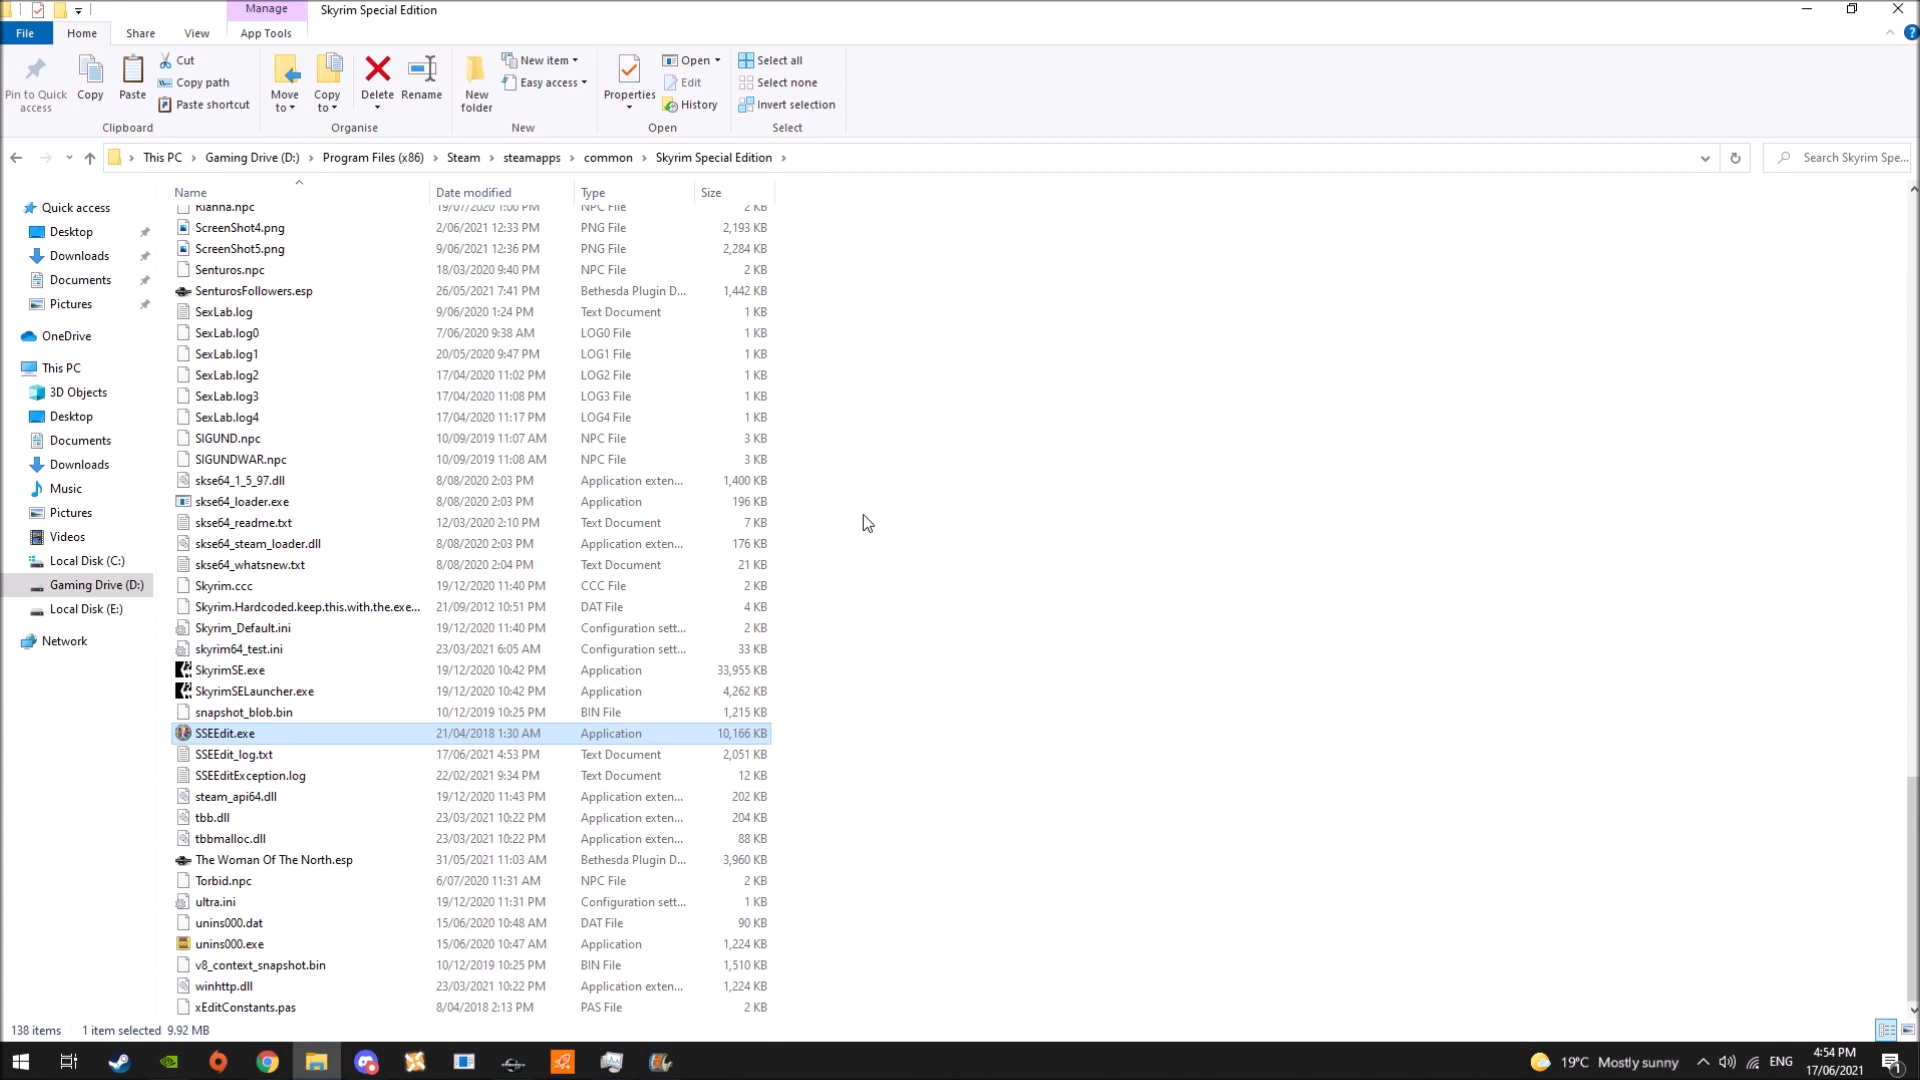 Manage
Skyrim Special Edition
File
Home
Share
View
App Tools
Pin to Quick access
Copy
Paste
Cut
Copy path
Paste shortcut
Clipboard
Move to
Copy to
Delete
Rename
Organise
New folder
New item
Easy access
New
Properties
Open
Edit
History
Open
Select all
Select none
Invert selection
Select
This PC > Gaming Drive (D:) > Program Files (x86) > Steam > steamapps > common > Skyrim Special Edition >
Search Skyrim Spe...
Quick access
Desktop
Downloads
Documents
Pictures
OneDrive
This PC
3D Objects
Desktop
Documents
Downloads
Music
Pictures
Videos
Local Disk (C:)
Gaming Drive (D:)
Local Disk (E:)
Network
Name Date modified Type Size
Rianna.npc 19/07/2020 1:00 PM NPC File 2 KB
ScreenShot4.png 2/06/2021 12:33 PM PNG File 2,193 KB
ScreenShot5.png 9/06/2021 12:36 PM PNG File 2,284 KB
Senturos.npc 18/03/2020 9:40 PM NPC File 2 KB
SenturosFollowers.esp 26/05/2021 7:41 PM Bethesda Plugin D... 1,442 KB
SexLab.log 9/06/2020 1:24 PM Text Document 1 KB
SexLab.log0 7/06/2020 9:38 AM LOG0 File 1 KB
SexLab.log1 20/05/2020 9:47 PM LOG1 File 1 KB
SexLab.log2 17/04/2020 11:02 PM LOG2 File 1 KB
SexLab.log3 17/04/2020 11:08 PM LOG3 File 1 KB
SexLab.log4 17/04/2020 11:17 PM LOG4 File 1 KB
SIGUND.npc 10/09/2019 11:07 AM NPC File 3 KB
SIGUNDWAR.npc 10/09/2019 11:08 AM NPC File 3 KB
skse64_1_5_97.dll 8/08/2020 2:03 PM Application exten... 1,400 KB
skse64_loader.exe 8/08/2020 2:03 PM Application 196 KB
skse64_readme.txt 12/03/2020 2:10 PM Text Document 7 KB
skse64_steam_loader.dll 8/08/2020 2:03 PM Application exten... 176 KB
skse64_whatsnew.txt 8/08/2020 2:04 PM Text Document 21 KB
Skyrim.ccc 19/12/2020 11:40 PM CCC File 2 KB
Skyrim.Hardcoded.keep.this.with.the.exe... 21/09/2012 10:51 PM DAT File 4 KB
Skyrim_Default.ini 19/12/2020 11:40 PM Configuration sett... 2 KB
skyrim64_test.ini 23/03/2021 6:05 AM Configuration sett... 33 KB
SkyrimSE.exe 19/12/2020 10:42 PM Application 33,955 KB
SkyrimSELauncher.exe 19/12/2020 10:42 PM Application 4,262 KB
snapshot_blob.bin 10/12/2019 10:25 PM BIN File 1,215 KB
SSEEdit.exe 21/04/2018 1:30 AM Application 10,166 KB
SSEEdit_log.txt 17/06/2021 4:53 PM Text Document 2,051 KB
SSEEditException.log 22/02/2021 9:34 PM Text Document 12 KB
steam_api64.dll 19/12/2020 11:43 PM Application exten... 202 KB
tbb.dll 23/03/2021 10:22 PM Application exten... 204 KB
tbbmalloc.dll 23/03/2021 10:22 PM Application exten... 88 KB
The Woman Of The North.esp 31/05/2021 11:03 AM Bethesda Plugin D... 3,960 KB
Torbid.npc 6/07/2020 11:31 AM NPC File 2 KB
ultra.ini 19/12/2020 11:31 PM Configuration sett... 1 KB
unins000.dat 15/06/2020 10:48 AM DAT File 90 KB
unins000.exe 15/06/2020 10:47 AM Application 1,224 KB
v8_context_snapshot.bin 10/12/2019 10:25 PM BIN File 1,510 KB
winhttp.dll 23/03/2021 10:22 PM Application exten... 1,224 KB
xEditConstants.pas 8/04/2018 2:13 PM PAS File 2 KB
138 items 1 item selected 9.92 MB
19°C Mostly sunny
ENG
4:54 PM
17/06/2021
1